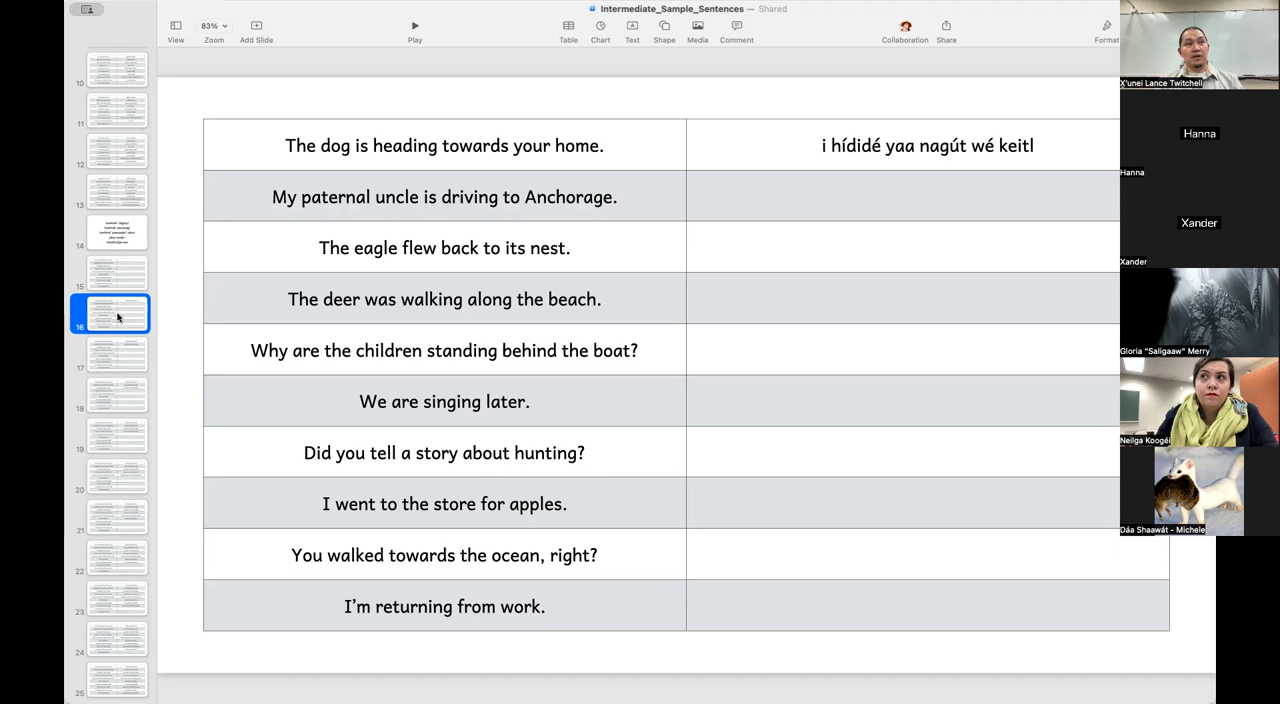 Intermediate_Sample_Sentences — Shared
83%
View Zoom Add Slide Play Table Chart Text Shape Media Comment Collaboration Share Format
10
11
12
13
14
15
16
17
18
19
20
21
22
23
24
25
The dog is heading towards our home.
nídidé yaa nagút wé keitl
My paternal uncle is driving to Anchorage.
The eagle flew back to its nest.
The deer is walking along the beach.
Why are the children standing behind the boat?
We are singing later.
Did you tell a story about hunting?
I went to the store for apples.
You walked toward the ocean, right?
I'm returning from work.
X'unei Lance Twitchell
Hanna
Hanna
Xander
Xander
Gloria "Saligaaw" Merry
Neilga Koogéi
Dáa Shaawát - Michele